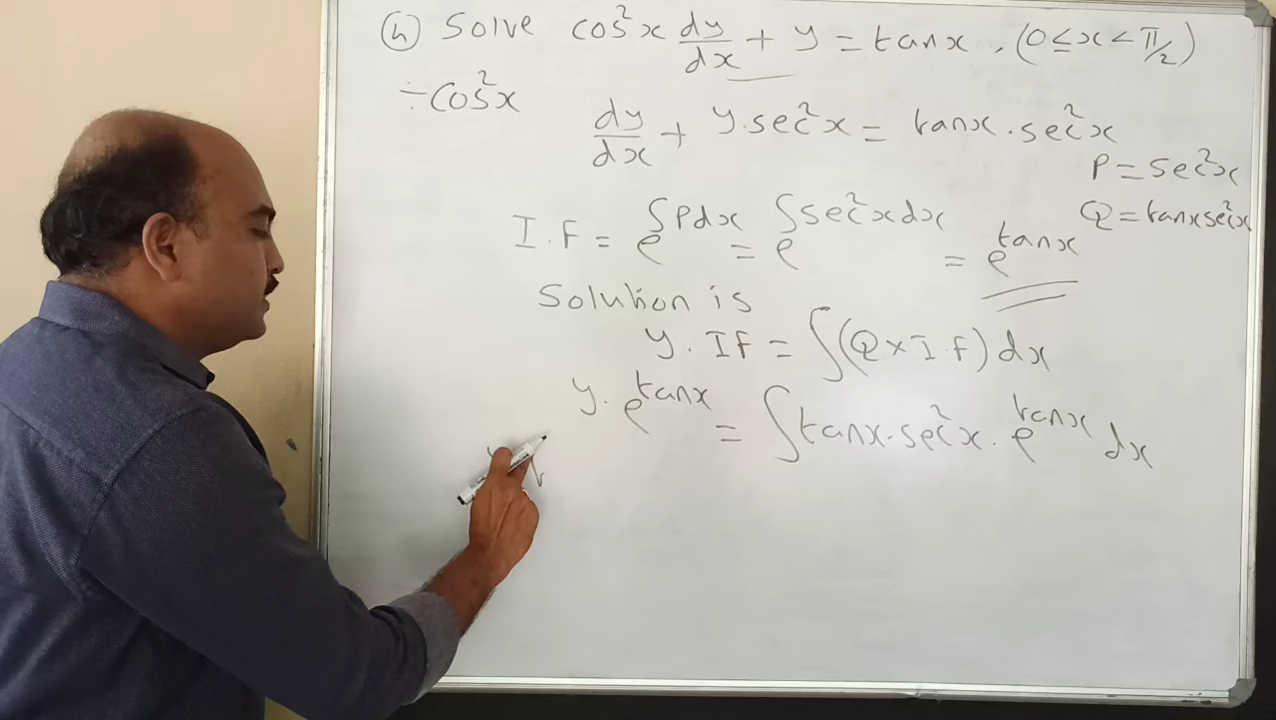 (h) Solve cos²x dy/dx + y = tanx , (0 ≤ x < π/2)
÷ cos²x
dy/dx + y.sec²x = tanx . sec²x
P = sec²x
Q = tanx sec²x
I.F = e^∫Pdx = e^∫sec²xdx = e^tanx
Solution is
y . IF = ∫(Q × I.F) dx
y. e^tanx = ∫tanx.sec²x . e^tanx dx